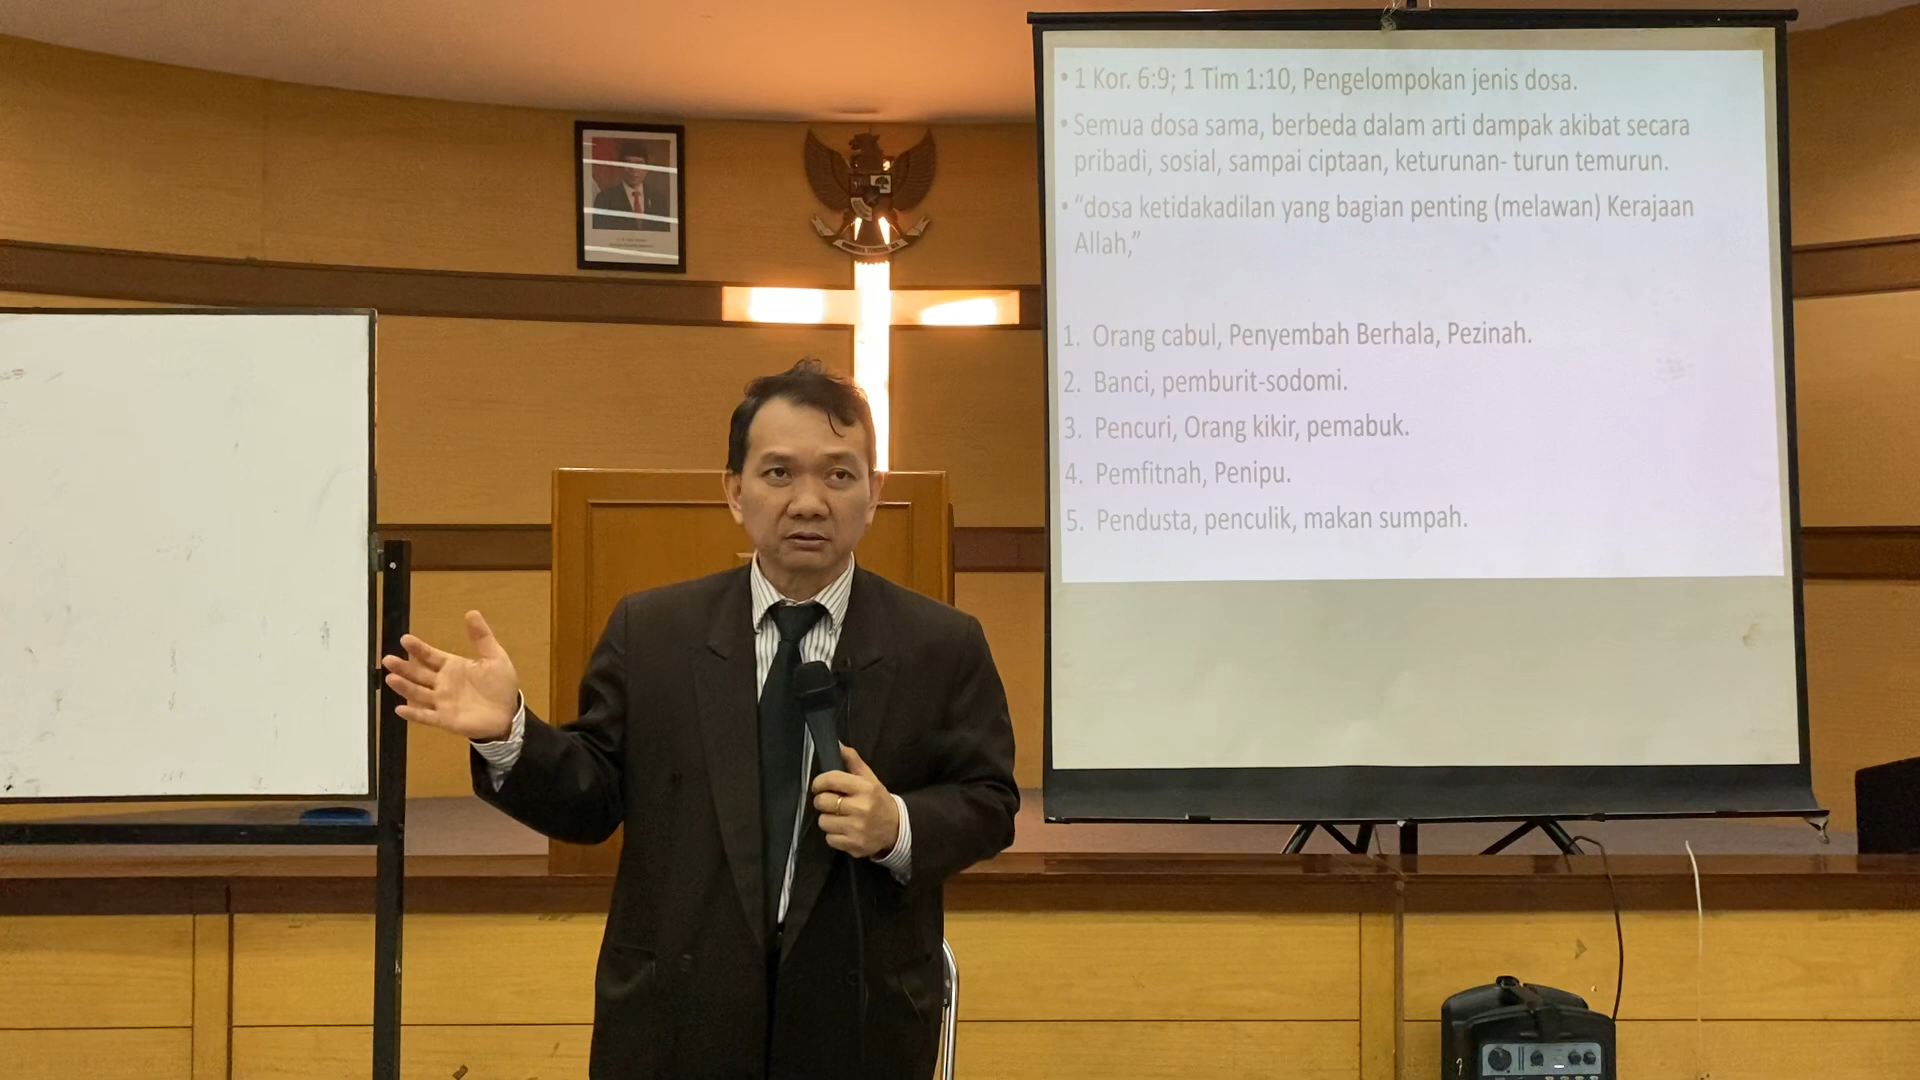 • 1 Kor. 6:9; 1 Tim 1:10, Pengelompokan jenis dosa.
• Semua dosa sama, berbeda dalam arti dampak akibat secara
pribadi, sosial, sampai ciptaan, keturunan- turun temurun.
• “dosa ketidakadilan yang bagian penting (melawan) Kerajaan
Allah,”
1. Orang cabul, Penyembah Berhala, Pezinah.
2. Banci, pemburit-sodomi.
3. Pencuri, Orang kikir, pemabuk.
4. Pemfitnah, Penipu.
5. Pendusta, penculik, makan sumpah.